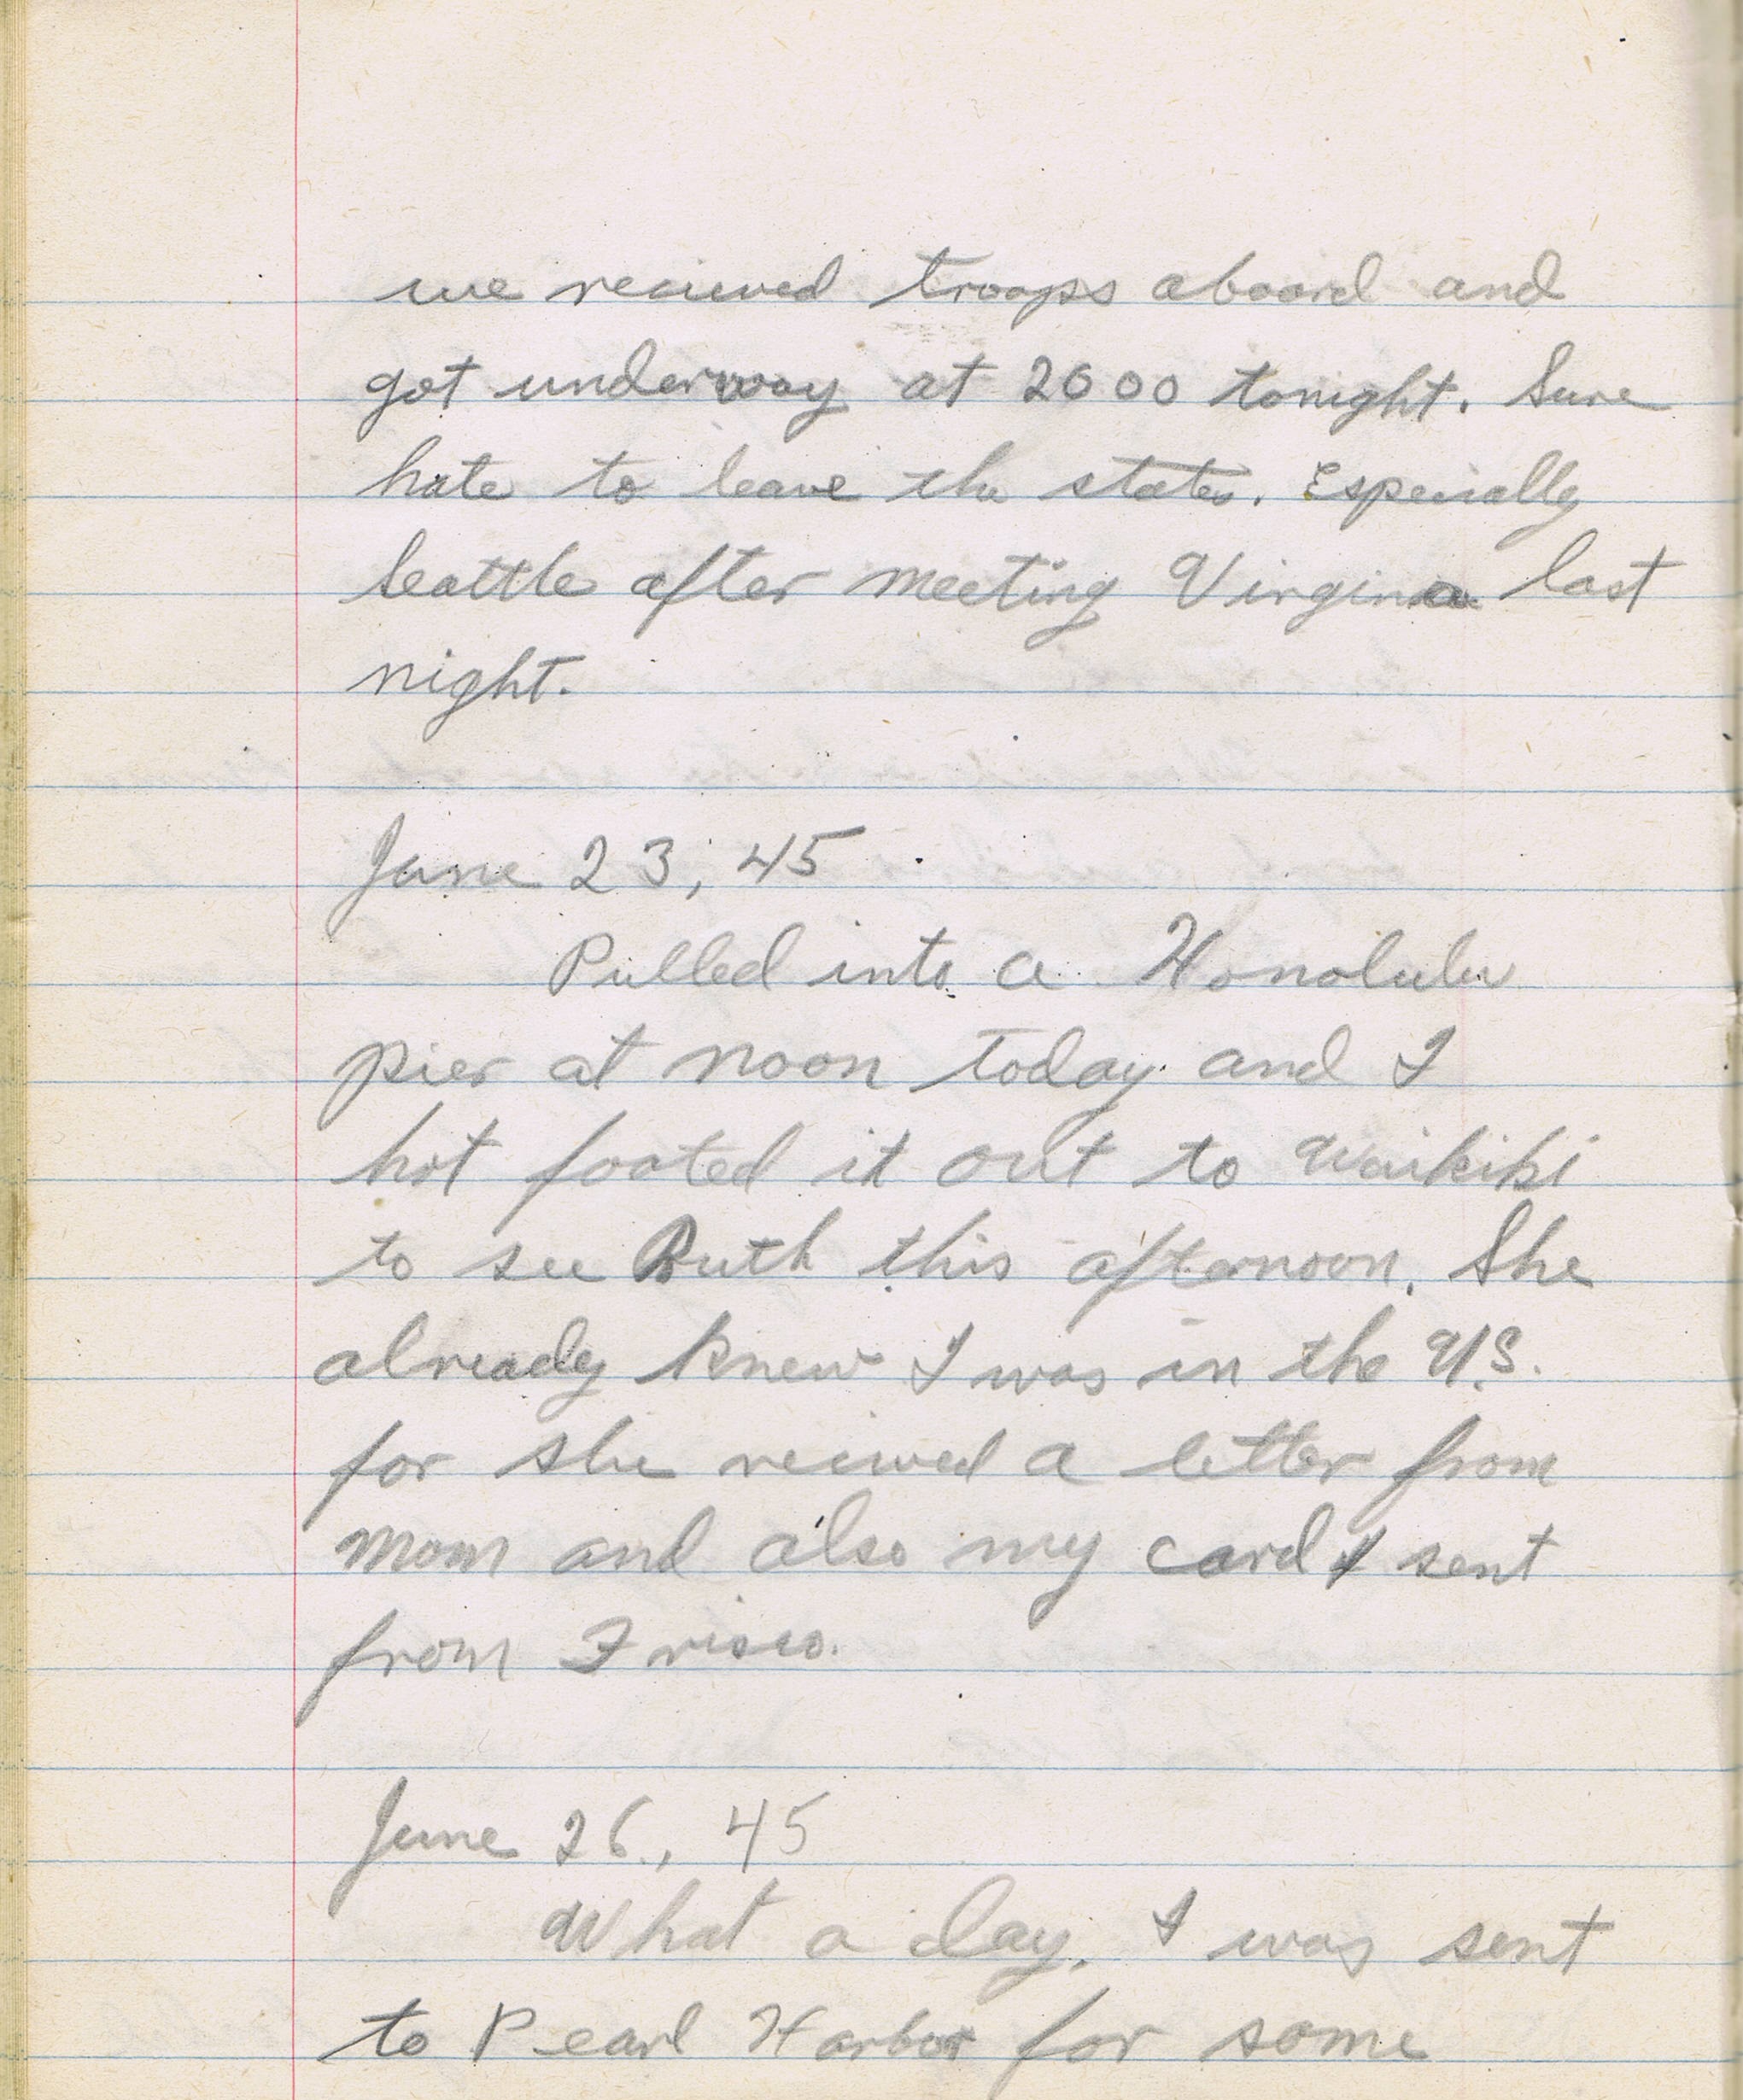 we recieved troops aboard and
got underway at 2000 tonight. Sure
hate to leave the states. Especially
Seattle after meeting Virginia last
night.
June 23, 45
Pulled into a Honolulu
pier at noon today and I
hot footed it out to Waikiki
to see Ruth this afternoon. She
already knew I was in the U.S.
for she recieved a letter from
Mom and also my card I sent
from Frisco.
June 26, 45
What a day. I was sent
to Pearl Harbor for some